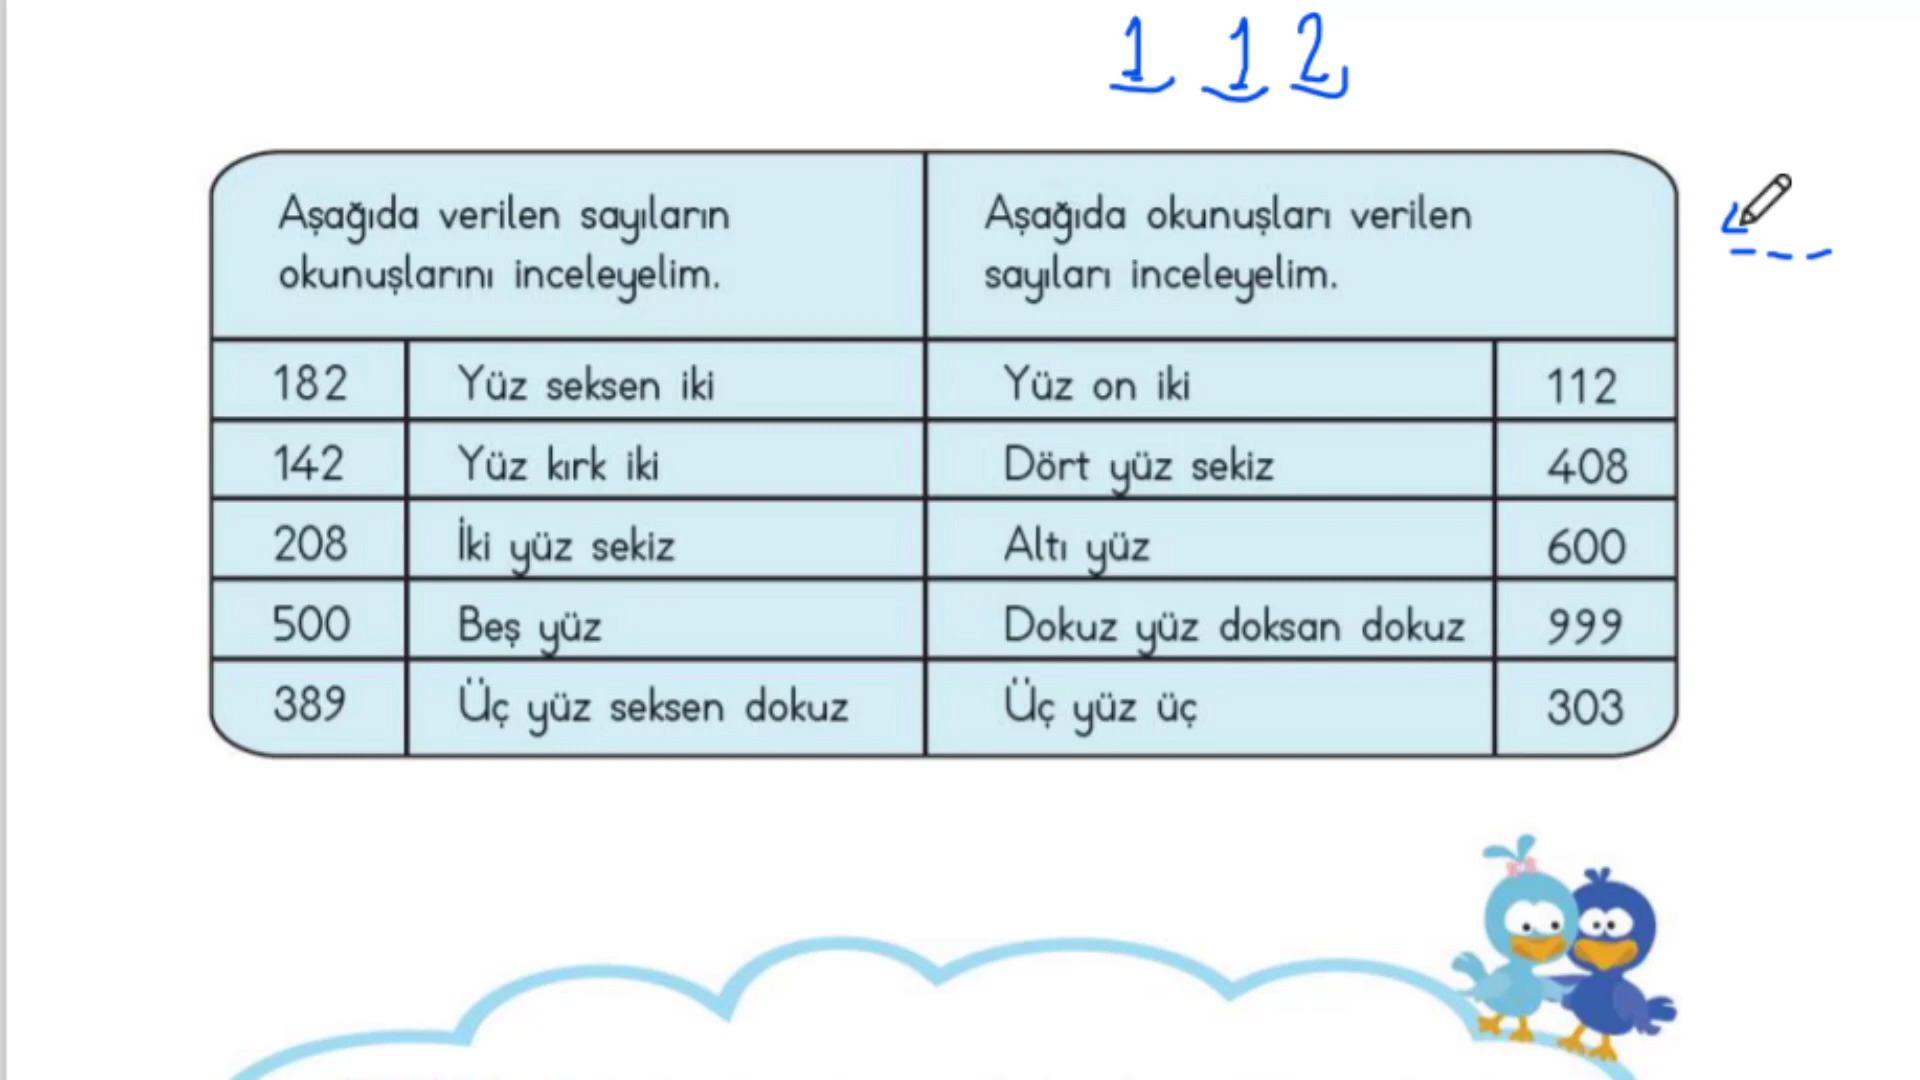 1 1 2
Aşağıda verilen sayıların
okunuşlarını inceleyelim.
Aşağıda okunuşları verilen
sayıları inceleyelim.
182 Yüz seksen iki Yüz on iki 112
142 Yüz kırk iki Dört yüz sekiz 408
208 İki yüz sekiz Altı yüz 600
500 Beş yüz Dokuz yüz doksan dokuz 999
389 Üç yüz seksen dokuz Üç yüz üç 303